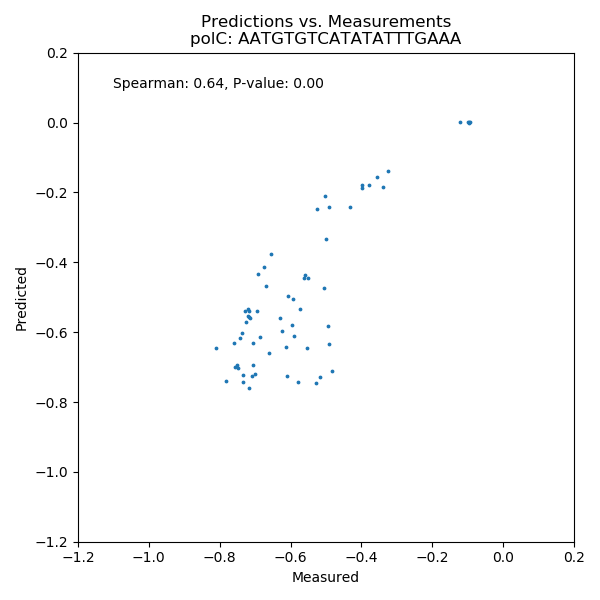 Predictions vs. Measurements
polC: AATGTGTCATATATTTGAAA
Spearman: 0.64, P-value: 0.00
0.2
0.0
−0.2
−0.4
−0.6
−0.8
−1.0
−1.2
Predicted
−1.2 −1.0 −0.8 −0.6 −0.4 −0.2 0.0 0.2
Measured